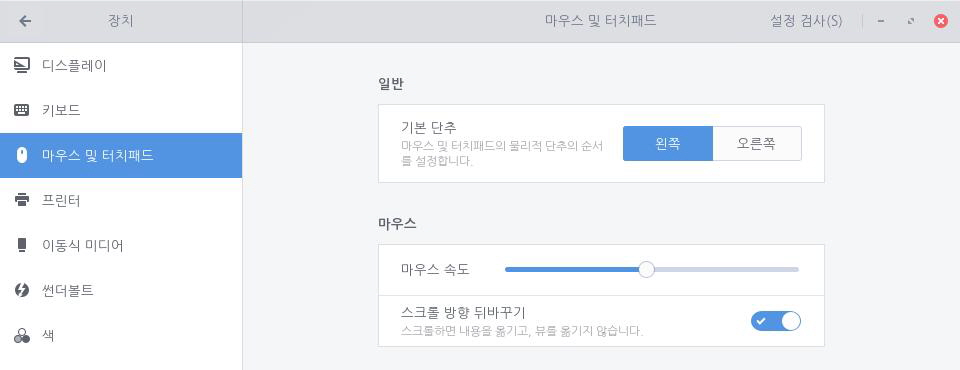 장치
마우스 및 터치패드
설정 검사(S)
디스플레이
키보드
마우스 및 터치패드
프린터
이동식 미디어
썬더볼트
색
일반
기본 단추
마우스 및 터치패드의 물리적 단추의 순서
를 설정합니다.
왼쪽
오른쪽
마우스
마우스 속도
스크롤 방향 뒤바꾸기
스크롤하면 내용을 옮기고, 뷰를 옮기지 않습니다.